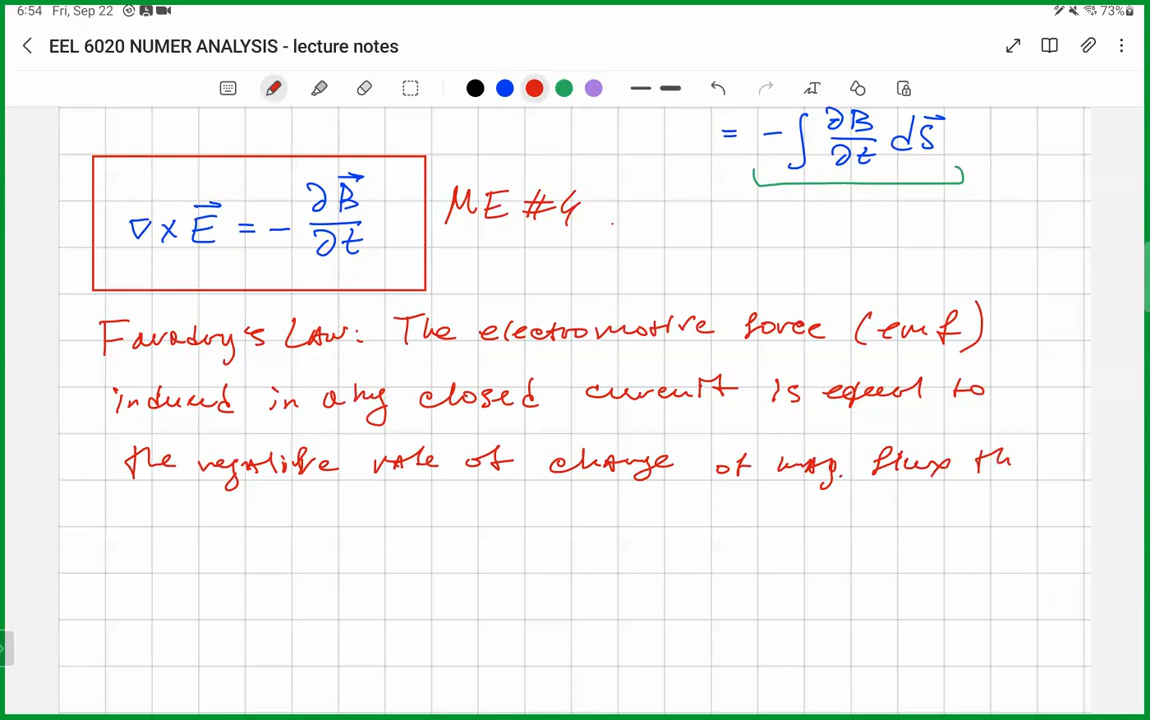 6:54 Fri, Sep 22
73%
EEL 6020 NUMER ANALYSIS - lecture notes
= - ∫ ∂B/∂t dS⃗
∇ × E⃗ = - ∂B⃗/∂t
ME #4
Faraday's Law: The electromotive force (emf)
induced in any closed current is equal to
the negative rate of change of mag. flux th